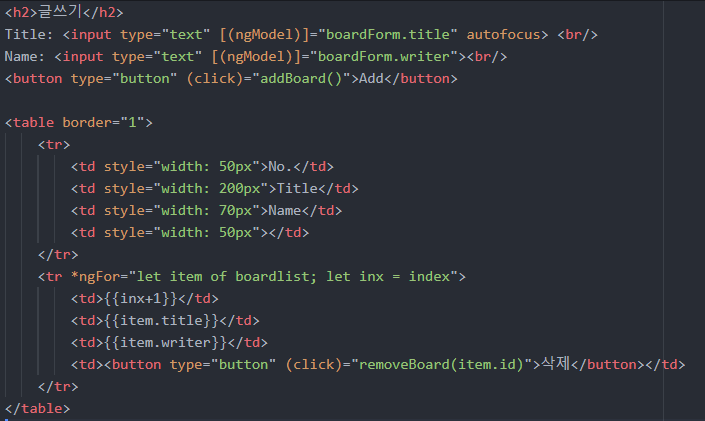 <h2>글쓰기</h2>
Title: <input type="text" [(ngModel)]="boardForm.title" autofocus> <br/>
Name: <input type="text" [(ngModel)]="boardForm.writer"><br/>
<button type="button" (click)="addBoard()">Add</button>
<table border="1">
<tr>
<td style="width: 50px">No.</td>
<td style="width: 200px">Title</td>
<td style="width: 70px">Name</td>
<td style="width: 50px"></td>
</tr>
<tr *ngFor="let item of boardlist; let inx = index">
<td>{{inx+1}}</td>
<td>{{item.title}}</td>
<td>{{item.writer}}</td>
<td><button type="button" (click)="removeBoard(item.id)">삭제</button></td>
</tr>
</table>